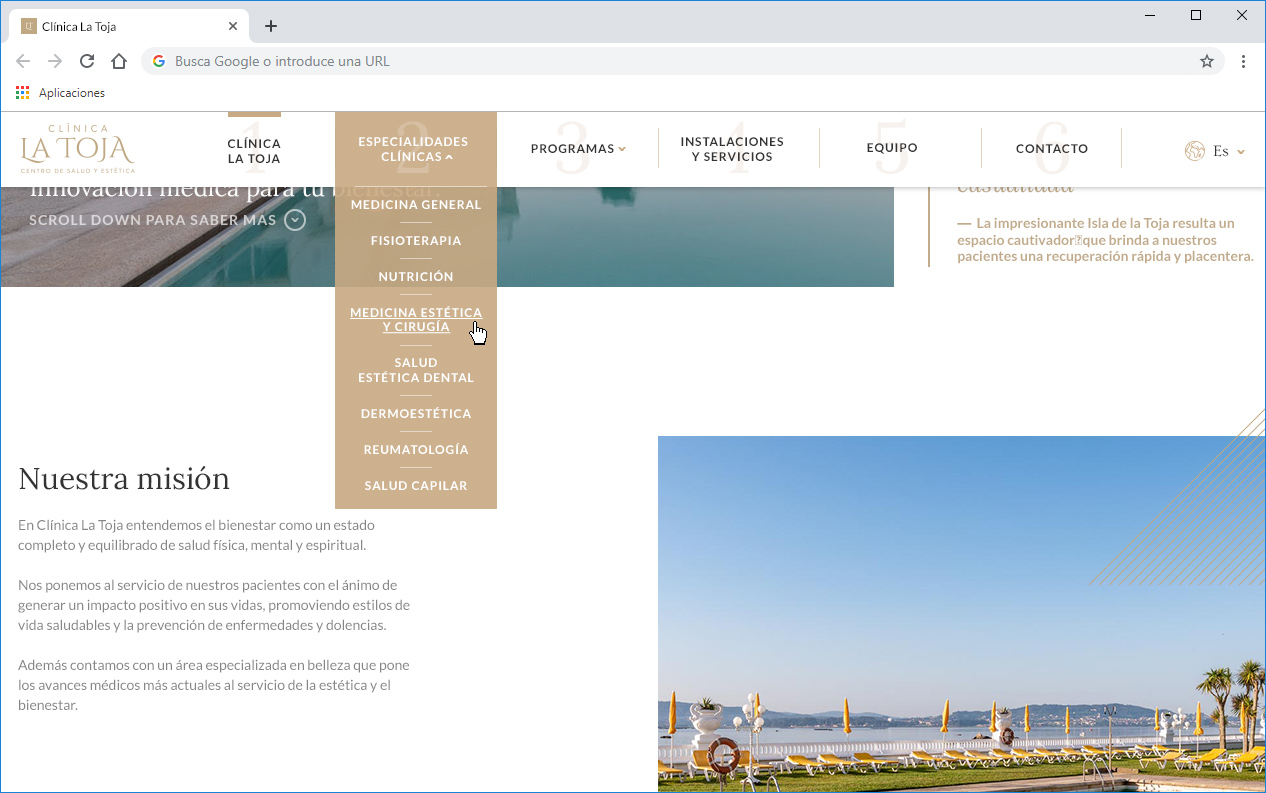 Clínica La Toja
Busca Google o introduce una URL
Aplicaciones
CLÍNICA
LA TOJA
CENTRO DE SALUD Y ESTÉTICA
1
CLÍNICA
LA TOJA
2
ESPECIALIDADES
CLÍNICAS
3
PROGRAMAS
4
INSTALACIONES
Y SERVICIOS
5
EQUIPO
6
CONTACTO
Es
innovación médica para tu bienestar.
SCROLL DOWN PARA SABER MÁS
MEDICINA GENERAL
FISIOTERAPIA
NUTRICIÓN
MEDICINA ESTÉTICA
Y CIRUGÍA
SALUD
ESTÉTICA DENTAL
DERMOESTÉTICA
REUMATOLOGÍA
SALUD CAPILAR
casualidad
— La impresionante Isla de la Toja resulta un
espacio cautivador que brinda a nuestros
pacientes una recuperación rápida y placentera.
Nuestra misión
En Clínica La Toja entendemos el bienestar como un estado
completo y equilibrado de salud física, mental y espiritual.
Nos ponemos al servicio de nuestros pacientes con el ánimo de
generar un impacto positivo en sus vidas, promoviendo estilos de
vida saludables y la prevención de enfermedades y dolencias.
Además contamos con un área especializada en belleza que pone
los avances médicos más actuales al servicio de la estética y el
bienestar.